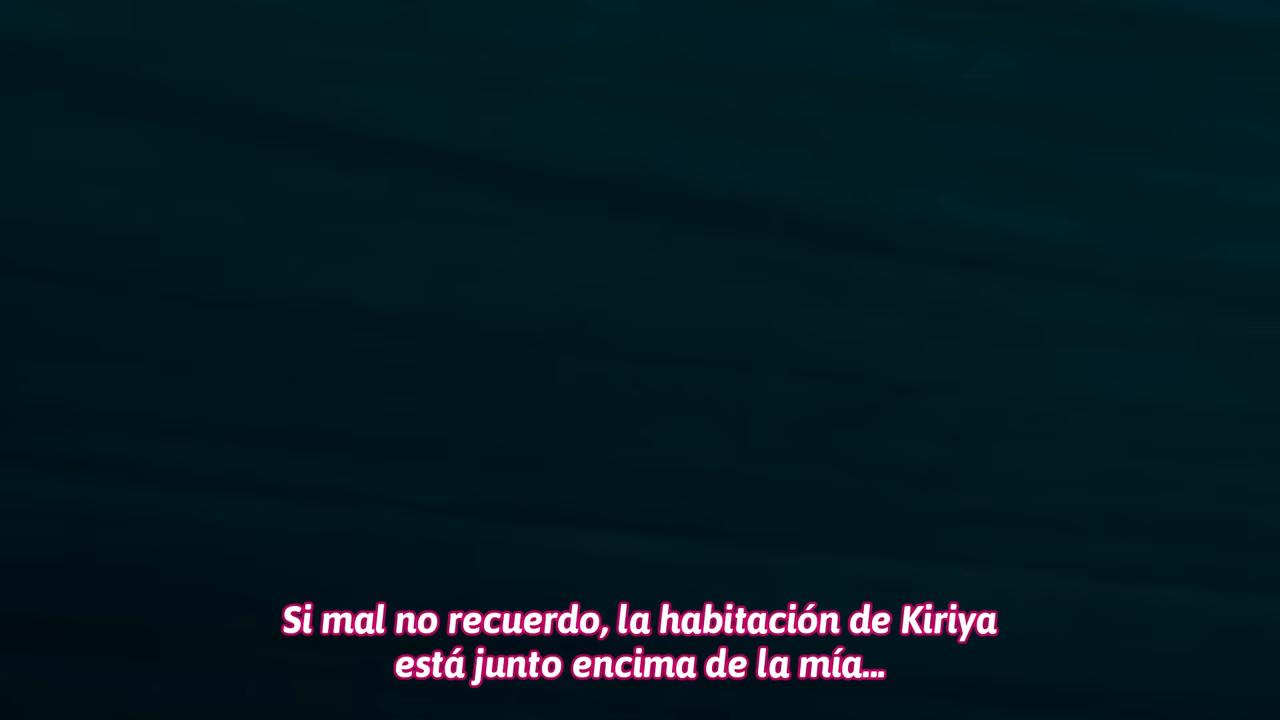 Si mal no recuerdo, la habitación de Kiriya
está junto encima de la mía...